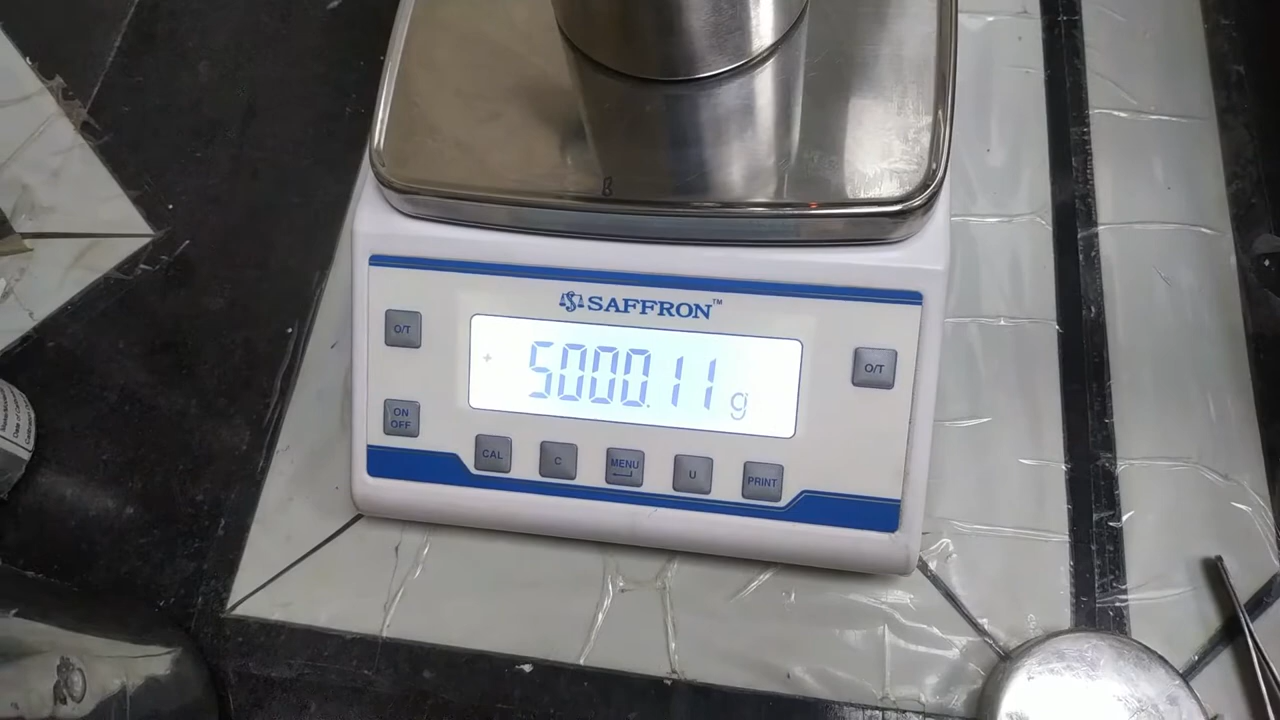 SAFFRON™
O/T
5000.11 g
O/T
ON
OFF
CAL
C
MENU
U
PRINT